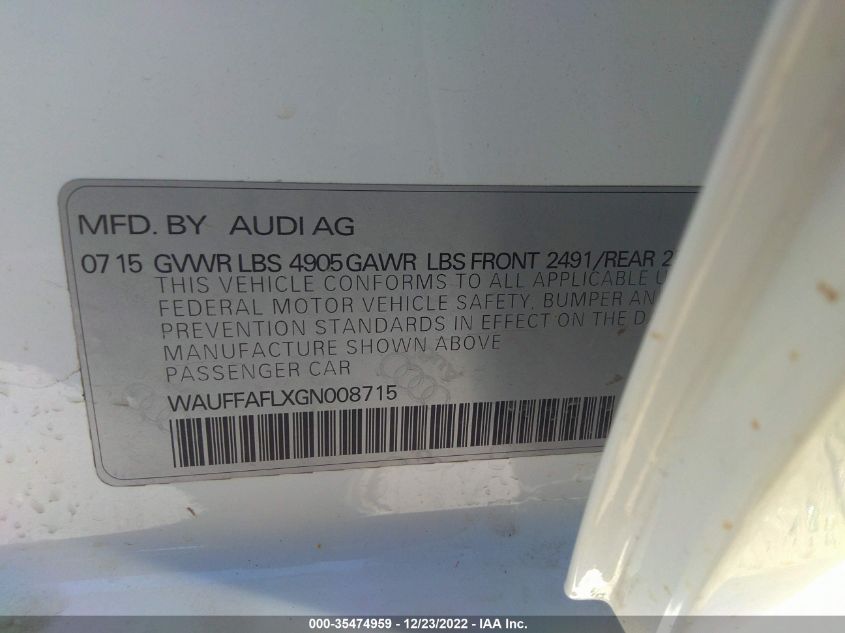 MFD. BY AUDI AG
07 15 GVWR LBS 4905 GAWR LBS FRONT 2491/REAR 2
THIS VEHICLE CONFORMS TO ALL APPLICABLE U
FEDERAL MOTOR VEHICLE SAFETY, BUMPER AN
PREVENTION STANDARDS IN EFFECT ON THE D
MANUFACTURE SHOWN ABOVE
PASSENGER CAR
WAUFFAFLXGN008715
000-35474959 - 12/23/2022 - IAA Inc.